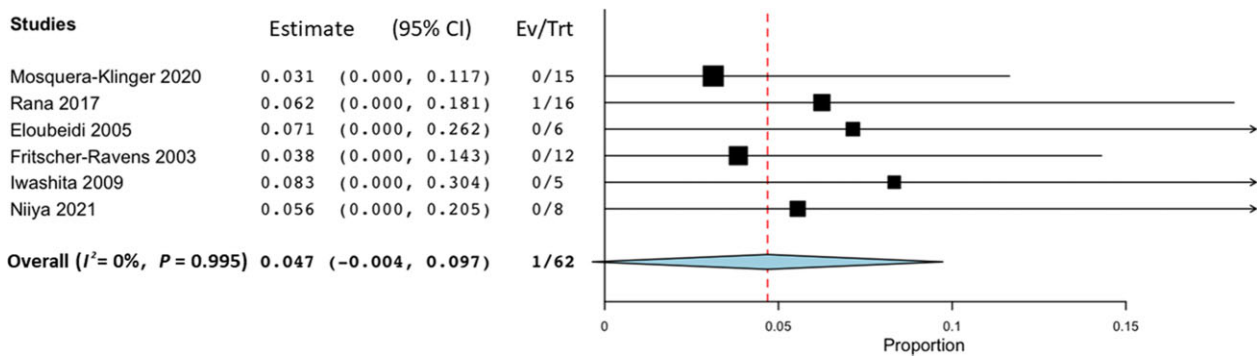 Studies Estimate (95% CI) Ev/Trt
Mosquera-Klinger 2020 0.031 (0.000, 0.117) 0/15
Rana 2017 0.062 (0.000, 0.181) 1/16
Eloubeidi 2005 0.071 (0.000, 0.262) 0/6
Fritscher-Ravens 2003 0.038 (0.000, 0.143) 0/12
Iwashita 2009 0.083 (0.000, 0.304) 0/5
Niiya 2021 0.056 (0.000, 0.205) 0/8
Overall (I²= 0%, P = 0.995) 0.047 (-0.004, 0.097) 1/62
0 0.05 0.1 0.15
Proportion